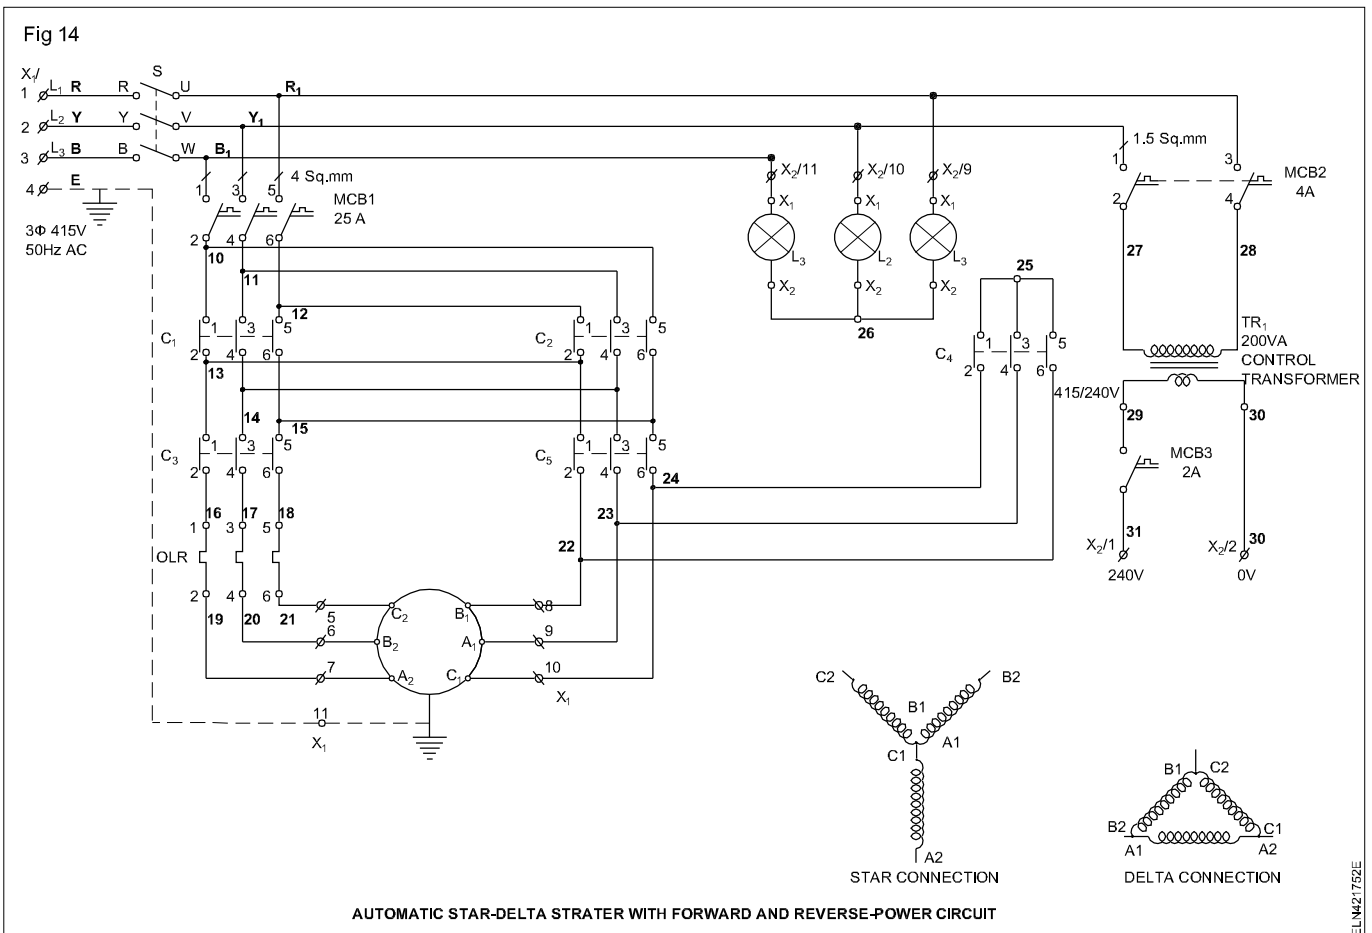 Fig 14
X₁/
1 L₁ R R S U R₁
2 L₂ Y Y V Y₁
3 L₃ B B W B₁
4 E
3Φ 415V
50Hz AC
1 3 5 4 Sq.mm
MCB1
25 A
2 4 6
10
11
12
X₂/11 X₂/10 X₂/9
X₁ X₁ X₁
L₃ L₂ L₃
X₂ X₂ X₂
26
1.5 Sq.mm
1 3
MCB2
4A
2 4
27 28
TR₁
200VA
CONTROL
TRANSFORMER
415/240V
29 30
MCB3
2A
31 30
X₂/1 X₂/2
240V 0V
C₁ 1 3 5
2 4 6
C₂ 1 3 5
2 4 6
25
C₄ 1 3 5
2 4 6
13
14
15
C₃ 1 3 5
2 4 6
C₅ 1 3 5
2 4 6
24
23
22
16 17 18
1 3 5
OLR
2 4 6
19 20 21
5 C₂ B₁ 8
6 B₂ A₁ 9
7 A₂ C₁ 10
X₁
11
X₁
C2 B2
B1
A1
C1
A2
STAR CONNECTION
B1 C2
B2 C1
A1 A2
DELTA CONNECTION
AUTOMATIC STAR-DELTA STRATER WITH FORWARD AND REVERSE-POWER CIRCUIT
ELN421752E